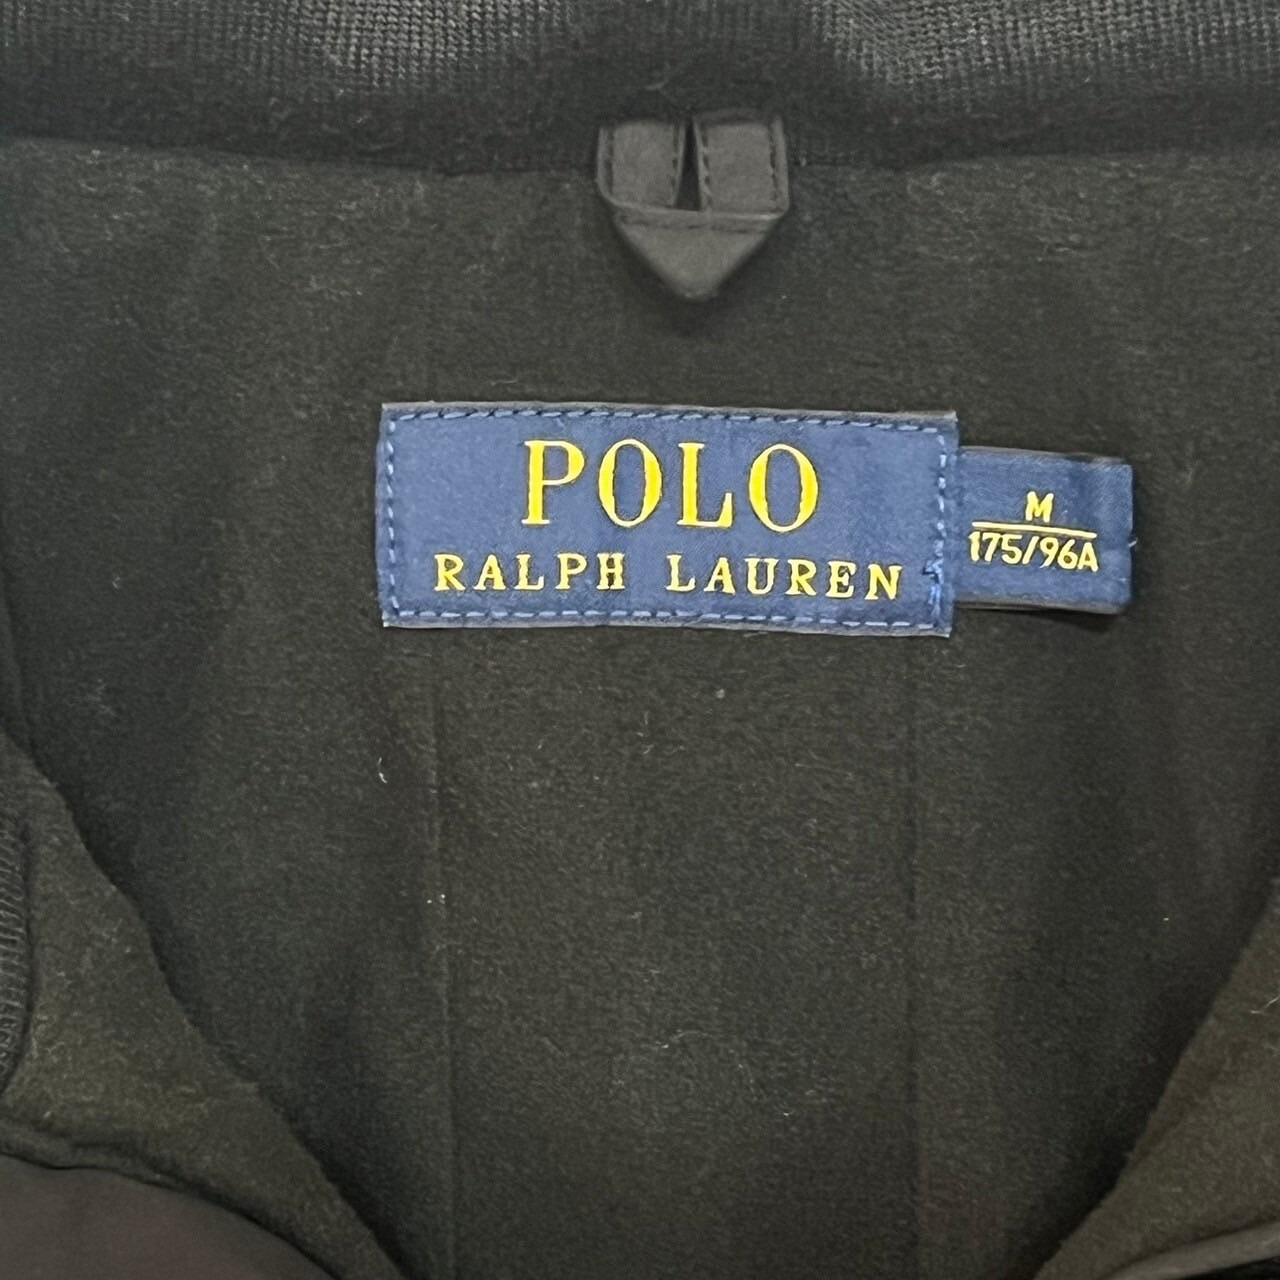 POLO
RALPH LAUREN
M
175/96A